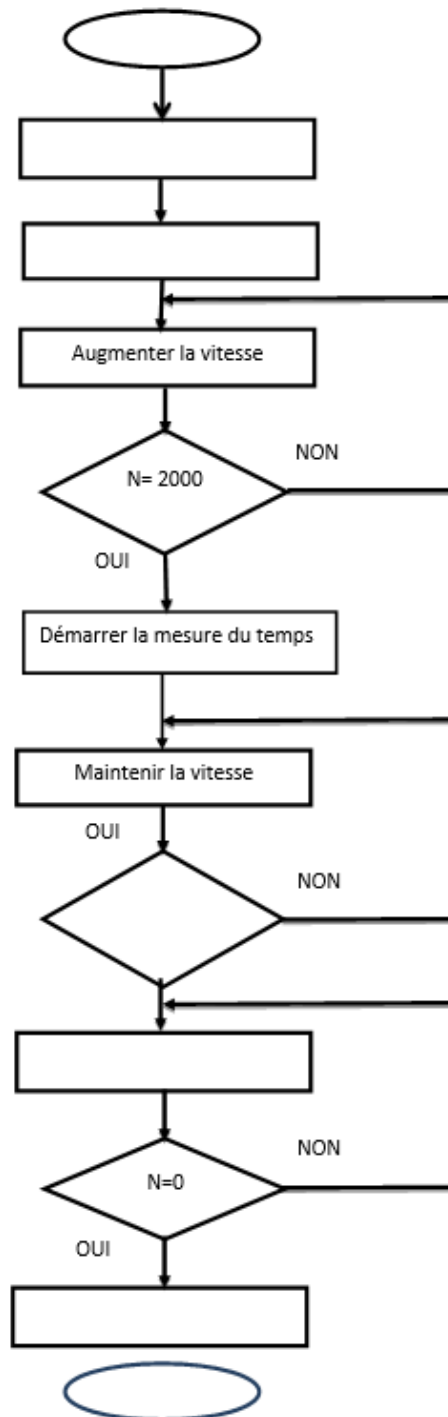 Augmenter la vitesse
N= 2000
NON
OUI
Démarrer la mesure du temps
Maintenir la vitesse
OUI
NON
N=0
NON
OUI